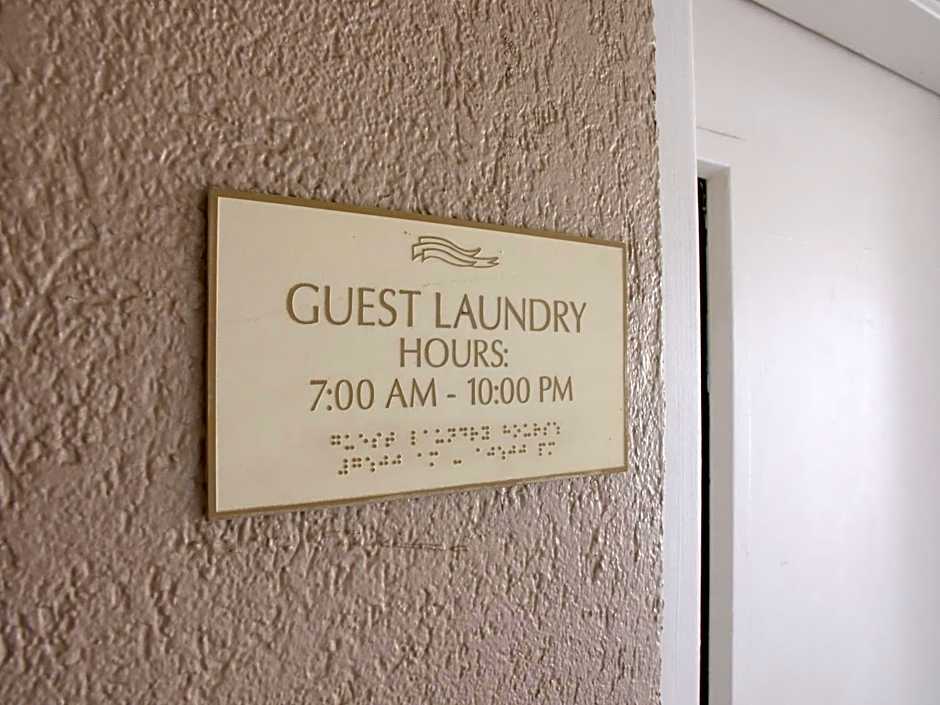 GUEST LAUNDRY
HOURS:
7:00 AM - 10:00 PM